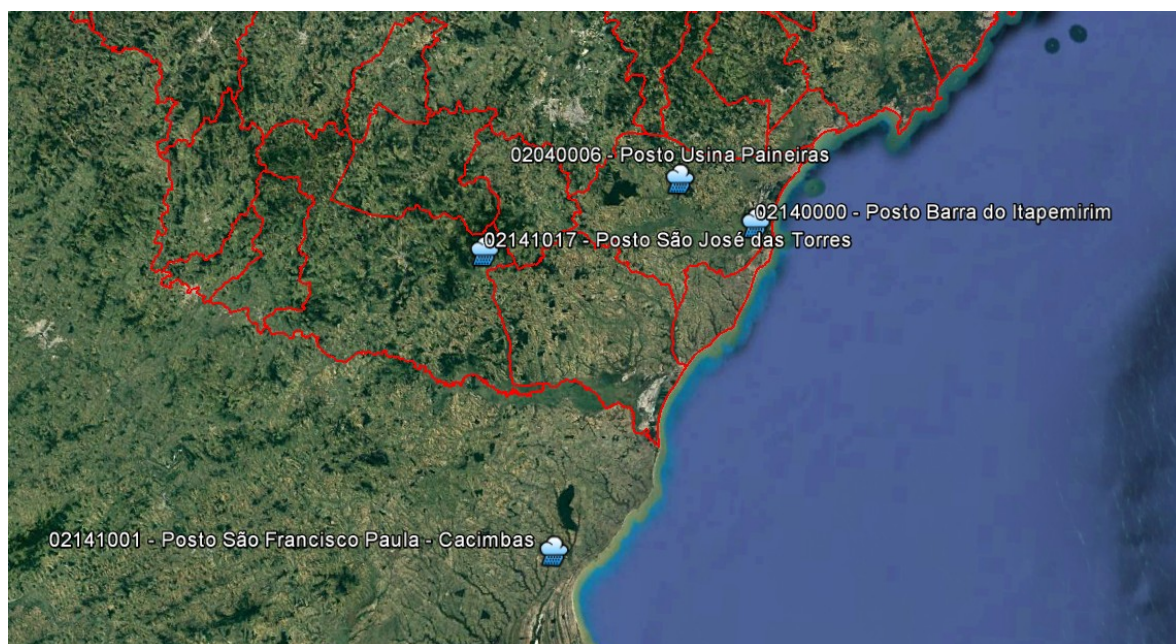 02040006 - Posto Usina Paineiras
02140000 - Posto Barra do Itapemirim
02141017 - Posto São José das Torres
02141001 - Posto São Francisco Paula - Cacimbas